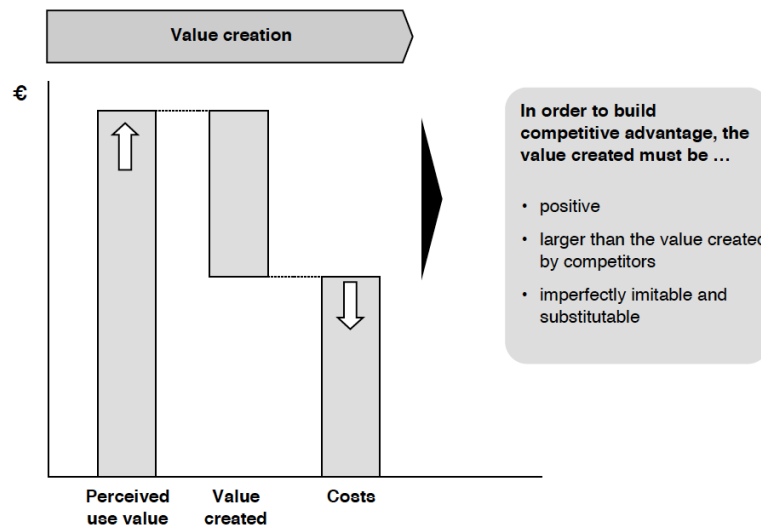 Value creation
€
In order to build
competitive advantage, the
value created must be …
• positive
• larger than the value created
by competitors
• imperfectly imitable and
substitutable
Perceived
use value
Value
created
Costs